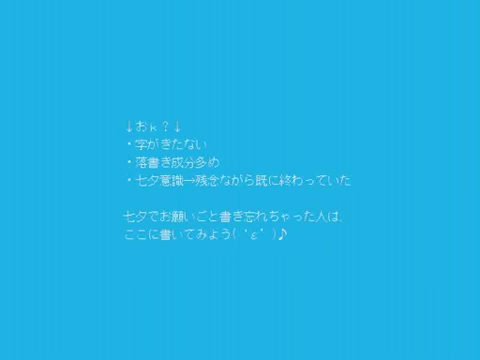 ↓おｋ？↓
・字がきたない
・落書き成分多め
・七夕意識→残念ながら既に終わっていた
七夕でお願いごと書き忘れちゃった人は、
ここに書いてみよう( ‘ε’ )♪